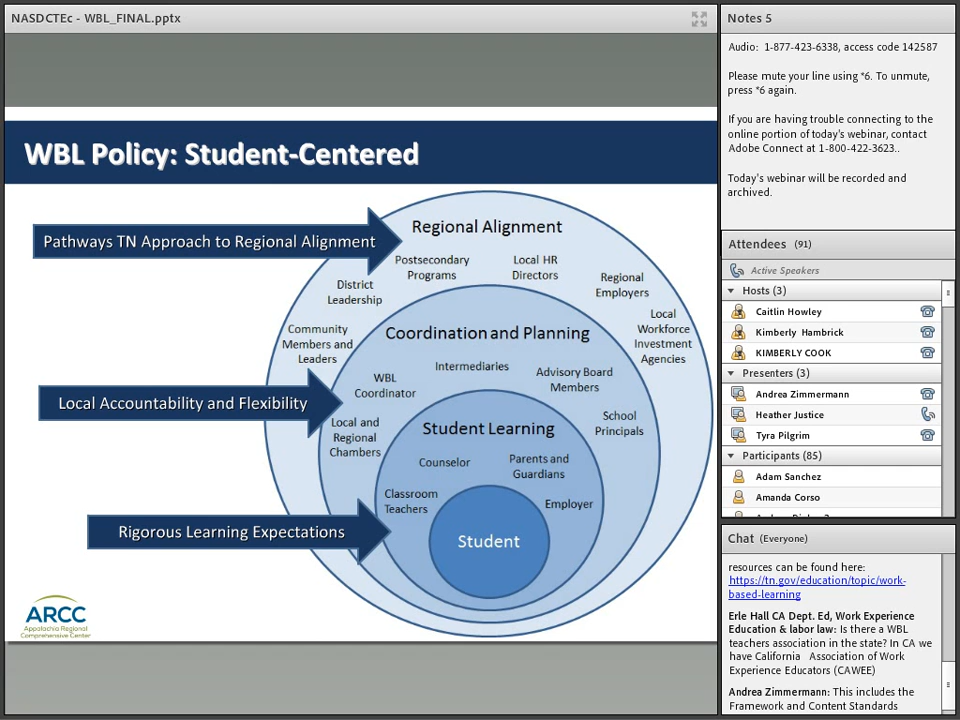 NASDCTEc - WBL_FINAL.pptx
WBL Policy: Student-Centered
Pathways TN Approach to Regional Alignment
Local Accountability and Flexibility
Rigorous Learning Expectations
Regional Alignment
Postsecondary
Programs
Local HR
Directors
District
Leadership
Regional
Employers
Community
Members and
Leaders
Local
Workforce
Investment
Agencies
Coordination and Planning
Intermediaries
WBL
Coordinator
Advisory Board
Members
Local and
Regional
Chambers
School
Principals
Student Learning
Counselor
Parents and
Guardians
Classroom
Teachers
Employer
Student
ARCC
Appalachia Regional
Comprehensive Center
Notes 5
Audio: 1-877-423-6338, access code 142587
Please mute your line using *6. To unmute,
press *6 again.
If you are having trouble connecting to the
online portion of today's webinar, contact
Adobe Connect at 1-800-422-3623..
Today's webinar will be recorded and
archived.
Attendees (91)
Active Speakers
Hosts (3)
Caitlin Howley
Kimberly Hambrick
KIMBERLY COOK
Presenters (3)
Andrea Zimmermann
Heather Justice
Tyra Pilgrim
Participants (85)
Adam Sanchez
Amanda Corso
Chat (Everyone)
resources can be found here:
https://tn.gov/education/topic/work-
based-learning
Erle Hall CA Dept. Ed, Work Experience
Education & labor law: Is there a WBL
teachers association in the state? In CA we
have California Association of Work
Experience Educators (CAWEE)
Andrea Zimmermann: This includes the
Framework and Content Standards